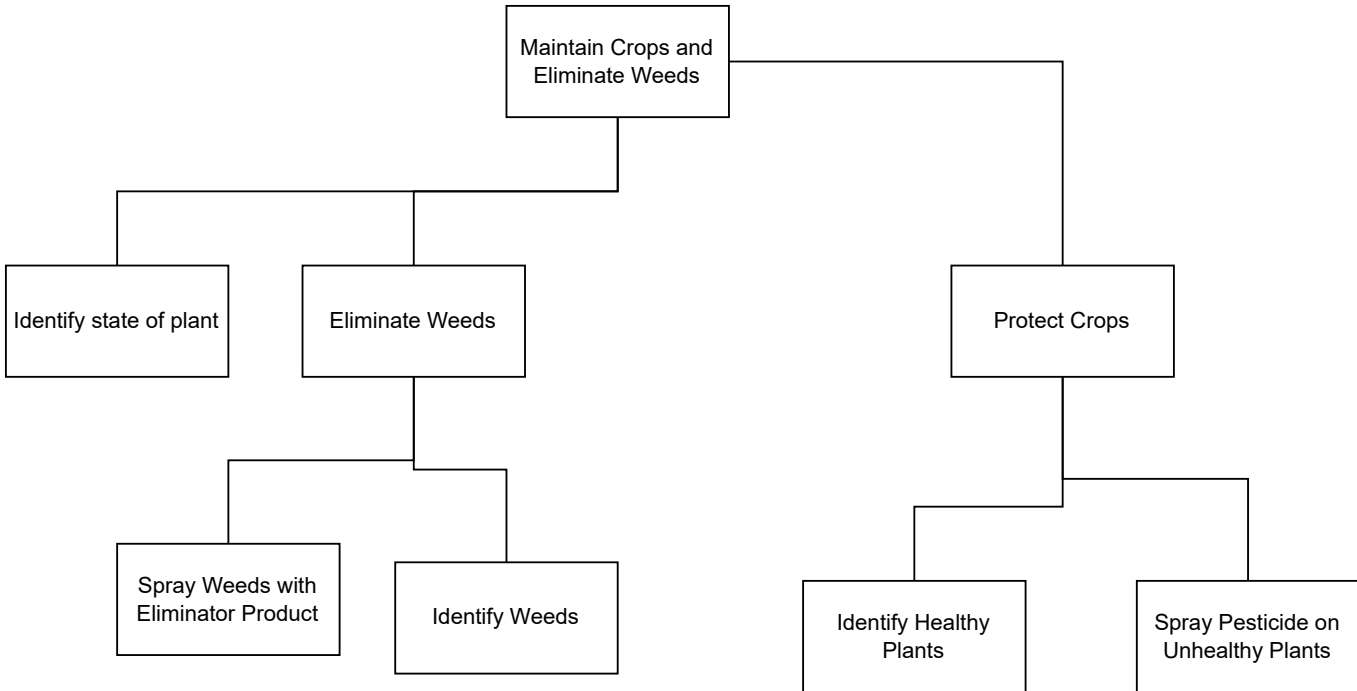 Maintain Crops and
Eliminate Weeds
Identify state of plant
Eliminate Weeds
Protect Crops
Spray Weeds with
Eliminator Product
Identify Weeds
Identify Healthy
Plants
Spray Pesticide on
Unhealthy Plants